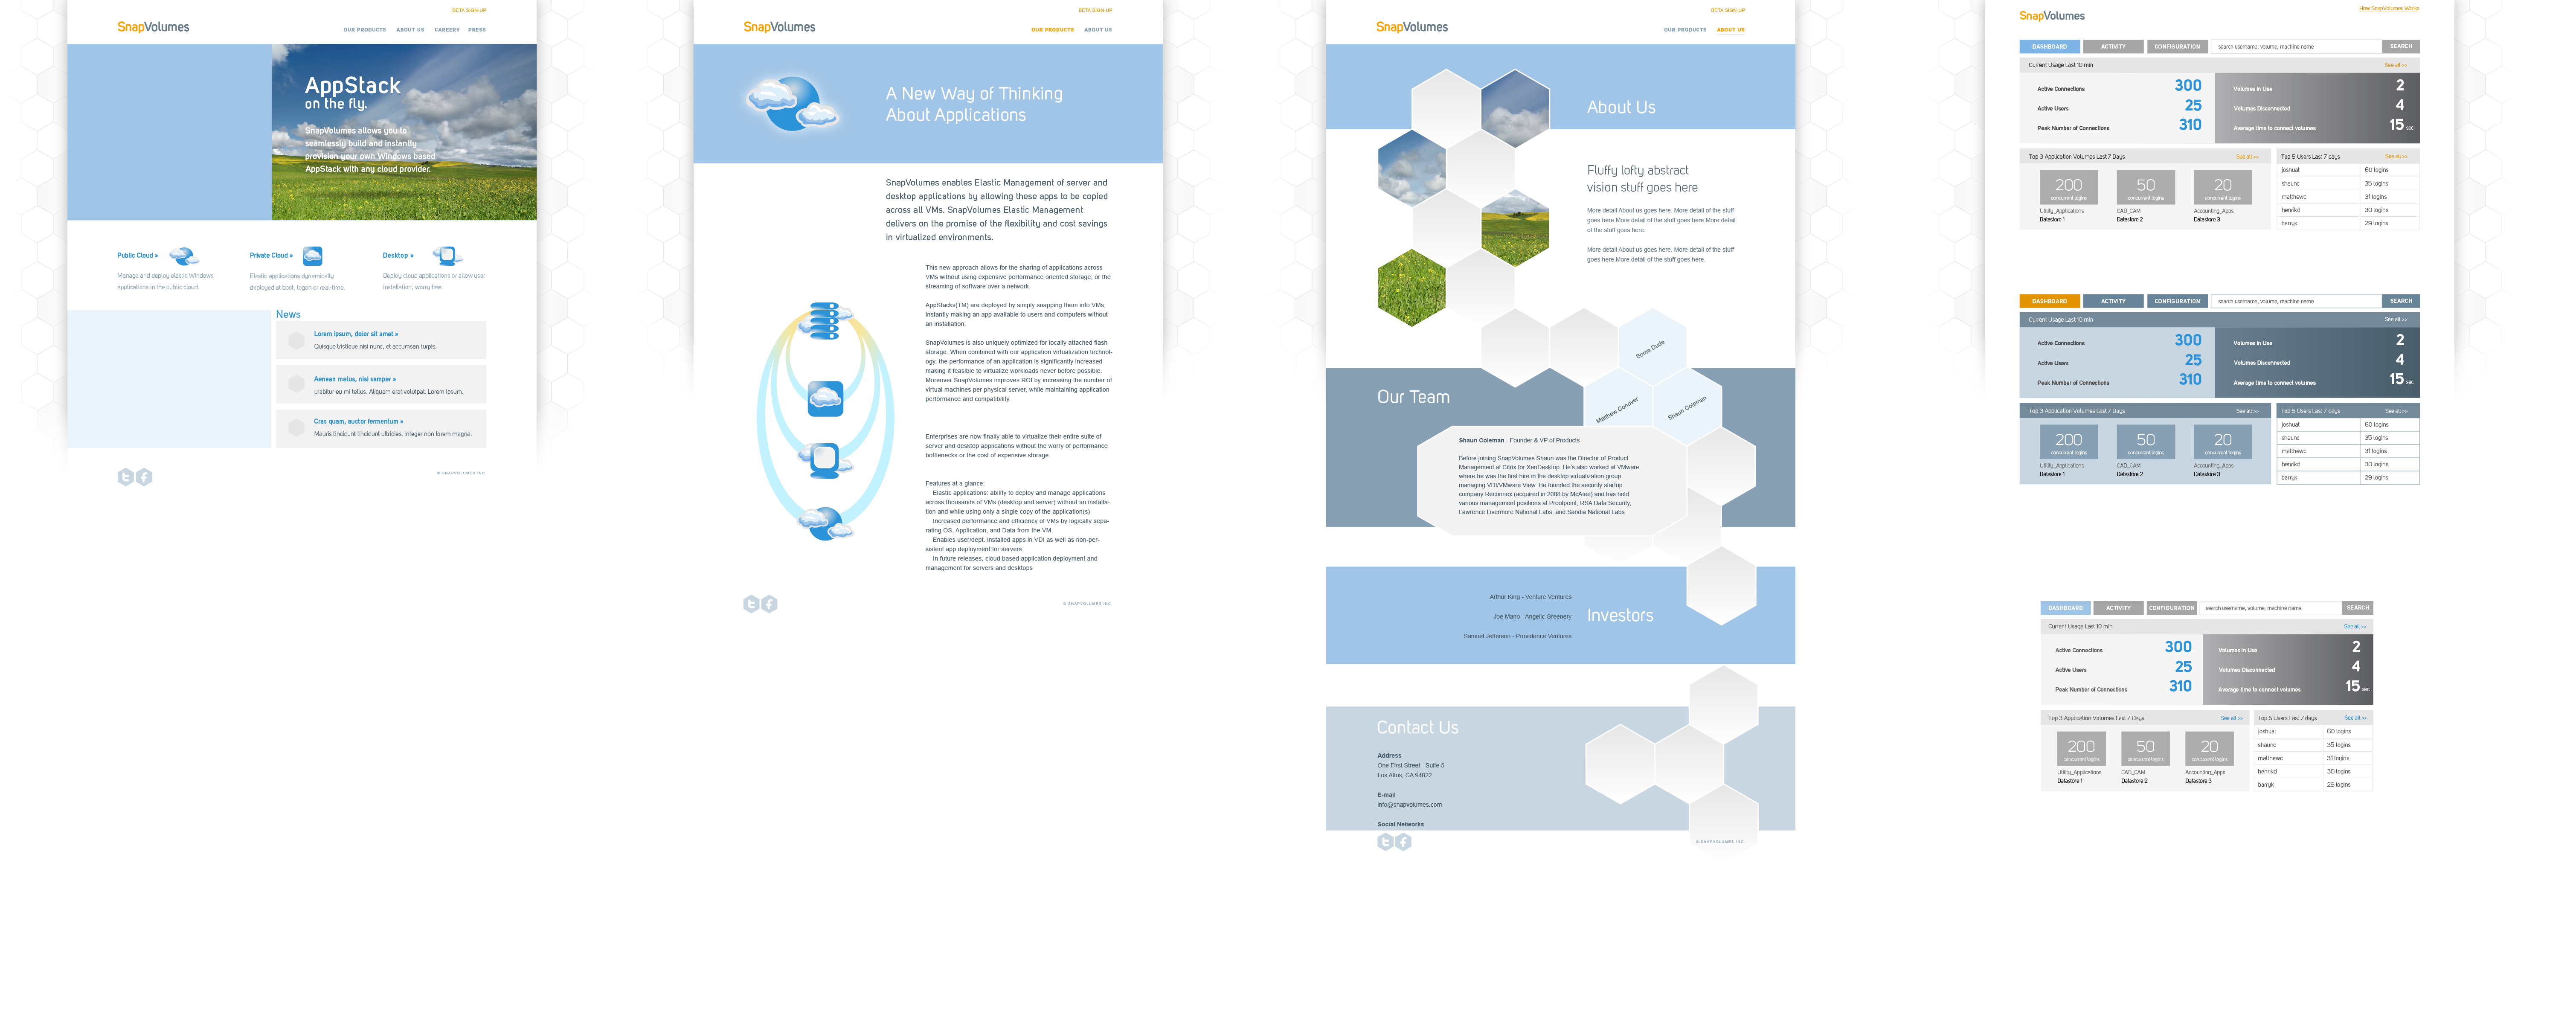 BETA SIGN-UP
SnapVolumes
OUR PRODUCTS ABOUT US CAREERS PRESS
AppStack
on the fly.
SnapVolumes allows you to
seamlessly build and instantly
provision your own Windows based
AppStack with any cloud provider.
Public Cloud »
Manage and deploy elastic Windows
applications in the public cloud.
Private Cloud »
Elastic applications dynamically
deployed at boot, logon or real-time.
Desktop »
Deploy cloud applications or allow user
installation, worry free.
News
Lorem ipsum, dolor sit amet »
Quisque tristique nisl nunc, et accumsan turpis.
Aenean metus, nisi semper »
urabitur eu mi tellus. Aliquam erat volutpat. Lorem ipsum.
Cras quam, auctor fermentum »
Mauris tincidunt tincidunt ultricies. Integer non lorem magna.
© SNAPVOLUMES INC.
BETA SIGN-UP
SnapVolumes
OUR PRODUCTS ABOUT US
A New Way of Thinking
About Applications
SnapVolumes enables Elastic Management of server and
desktop applications by allowing these apps to be copied
across all VMs. SnapVolumes Elastic Management
delivers on the promise of the flexibility and cost savings
in virtualized environments.
This new approach allows for the sharing of applications across
VMs without using expensive performance oriented storage, or the
streaming of software over a network.
AppStacks(TM) are deployed by simply snapping them into VMs;
instantly making an app available to users and computers without
an installation.
SnapVolumes is also uniquely optimized for locally attached flash
storage. When combined with our application virtualization technol-
ogy, the performance of an application is significantly increased
making it feasible to virtualize workloads never before possible.
Moreover SnapVolumes improves ROI by increasing the number of
virtual machines per physical server, while maintaining application
performance and compatibility.
Enterprises are now finally able to virtualize their entire suite of
server and desktop applications without the worry of performance
bottlenecks or the cost of expensive storage.
Features at a glance:
Elastic applications: ability to deploy and manage applications
across thousands of VMs (desktop and server) without an installa-
tion and while using only a single copy of the application(s)
Increased performance and efficiency of VMs by logically sepa-
rating OS, Application, and Data from the VM.
Enables user/dept. installed apps in VDI as well as non-per-
sistent app deployment for servers.
In future releases, cloud based application deployment and
management for servers and desktops
© SNAPVOLUMES INC.
BETA SIGN-UP
SnapVolumes
OUR PRODUCTS ABOUT US
About Us
Fluffy lofty abstract
vision stuff goes here
More detail About us goes here. More detail of the stuff
goes here.More detail of the stuff goes here.More detail
of the stuff goes here.
More detail About us goes here. More detail of the stuff
goes here.More detail of the stuff goes here.
Some Dude
Matthew Conover
Shaun Coleman
Our Team
Shaun Coleman - Founder & VP of Products
Before joining SnapVolumes Shaun was the Director of Product
Management at Citrix for XenDesktop. He's also worked at VMware
where he was the first hire in the desktop virtualization group
managing VDI/VMware View. He founded the security startup
company Reconnex (acquired in 2008 by McAfee) and has held
various management positions at Proofpoint, RSA Data Security,
Lawrence Livermore National Labs, and Sandia National Labs.
Arthur King - Venture Ventures
Joe Mano - Angelic Greenery
Samuel Jefferson - Providence Ventures
Investors
Contact Us
Address
One First Street - Suite 5
Los Altos, CA 94022
E-mail
info@snapvolumes.com
Social Networks
© SNAPVOLUMES INC.
How SnapVolumes Works
SnapVolumes
DASHBOARD ACTIVITY CONFIGURATION search username, volume, machine name SEARCH
Current Usage Last 10 min See all >>
Active Connections 300 Volumes in Use 2
Active Users 25 Volumes Disconnected 4
Peak Number of Connections 310 Average time to connect volumes 15 sec
Top 3 Application Volumes Last 7 Days See all >> Top 5 Users Last 7 days See all >>
200 concurrent logins Utility_Applications Datastore 1
50 concurrent logins CAD_CAM Datastore 2
20 concurrent logins Accounting_Apps Datastore 3
joshuat 60 logins
shaunc 35 logins
matthewc 31 logins
henrikd 30 logins
barryk 29 logins
DASHBOARD ACTIVITY CONFIGURATION search username, volume, machine name SEARCH
Current Usage Last 10 min See all >>
Active Connections 300 Volumes in Use 2
Active Users 25 Volumes Disconnected 4
Peak Number of Connections 310 Average time to connect volumes 15 sec
Top 3 Application Volumes Last 7 Days See all >> Top 5 Users Last 7 days See all >>
200 concurrent logins Utility_Applications Datastore 1
50 concurrent logins CAD_CAM Datastore 2
20 concurrent logins Accounting_Apps Datastore 3
joshuat 60 logins
shaunc 35 logins
matthewc 31 logins
henrikd 30 logins
barryk 29 logins
DASHBOARD ACTIVITY CONFIGURATION search username, volume, machine name SEARCH
Current Usage Last 10 min See all >>
Active Connections 300 Volumes in Use 2
Active Users 25 Volumes Disconnected 4
Peak Number of Connections 310 Average time to connect volumes 15 sec
Top 3 Application Volumes Last 7 Days See all >> Top 5 Users Last 7 days See all >>
200 concurrent logins Utility_Applications Datastore 1
50 concurrent logins CAD_CAM Datastore 2
20 concurrent logins Accounting_Apps Datastore 3
joshuat 60 logins
shaunc 35 logins
matthewc 31 logins
henrikd 30 logins
barryk 29 logins